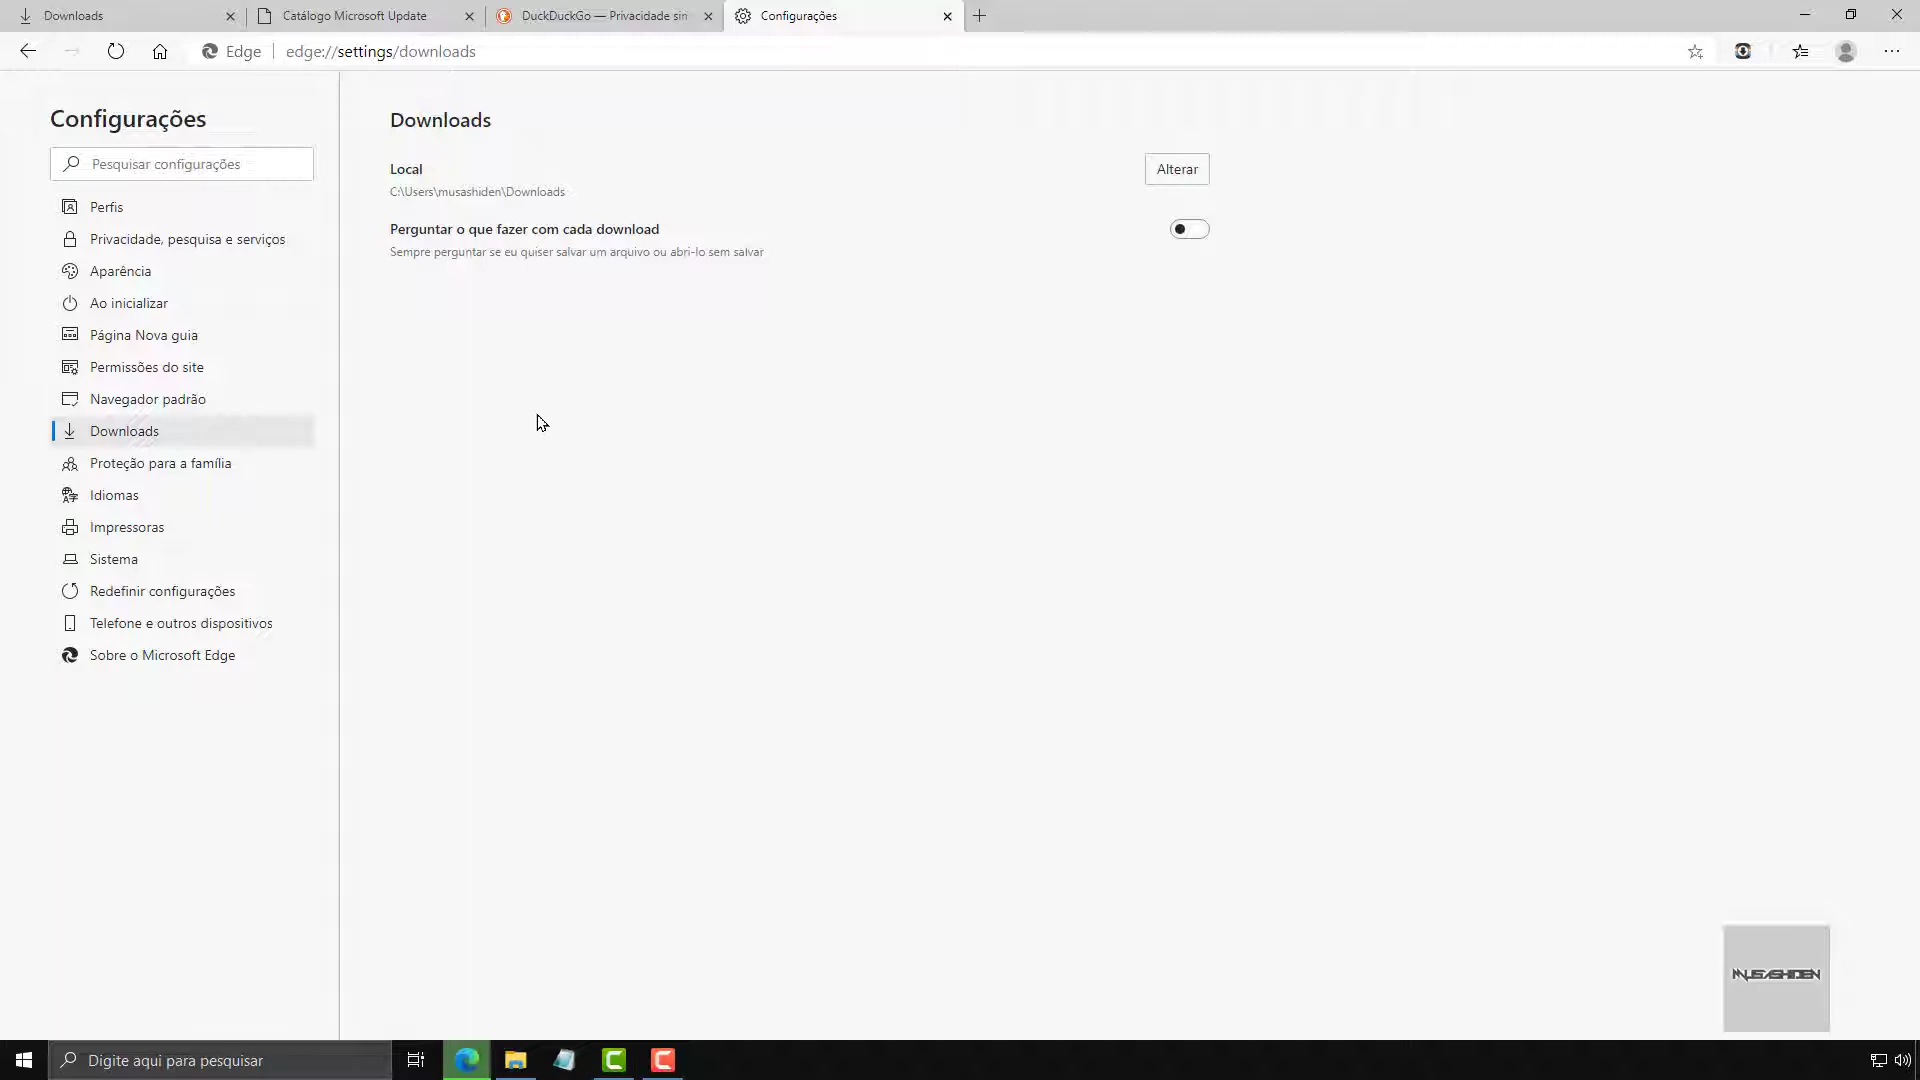 Downloads
Catálogo Microsoft Update
DuckDuckGo — Privacidade sin
Configurações
Edge
edge://settings/downloads
Configurações
Pesquisar configurações
Perfis
Privacidade, pesquisa e serviços
Aparência
Ao inicializar
Página Nova guia
Permissões do site
Navegador padrão
Downloads
Proteção para a família
Idiomas
Impressoras
Sistema
Redefinir configurações
Telefone e outros dispositivos
Sobre o Microsoft Edge
Downloads
Local
C:\Users\musashiden\Downloads
Alterar
Perguntar o que fazer com cada download
Sempre perguntar se eu quiser salvar um arquivo ou abri-lo sem salvar
MUSASHIDEN
Digite aqui para pesquisar